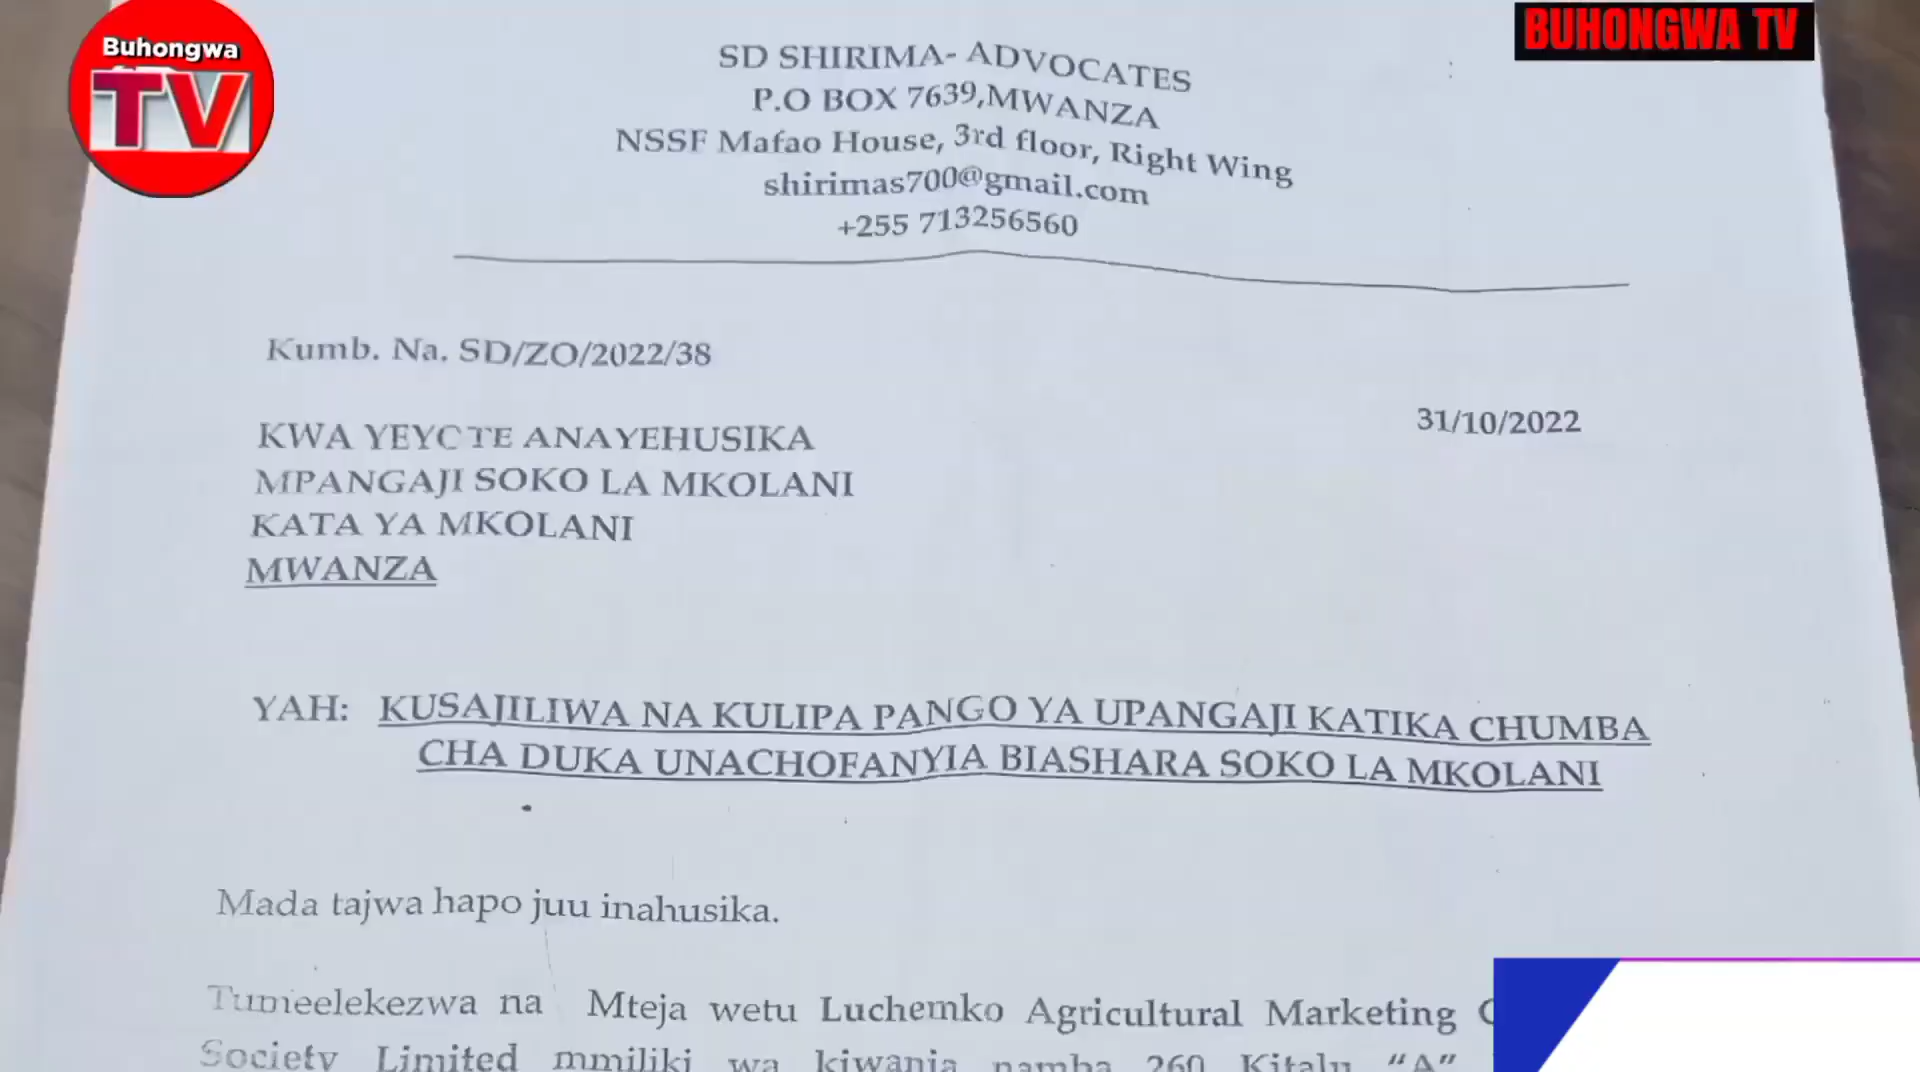 Buhongwa
TV
BUHONGWA TV
SD SHIRIMA- ADVOCATES
P.O BOX 7639,MWANZA
NSSF Mafao House, 3rd floor, Right Wing
shirimas700@gmail.com
+255 713256560
Kumb. Na. SD/ZO/2022/38
31/10/2022
KWA YEYOTE ANAYEHUSIKA
MPANGAJI SOKO LA MKOLANI
KATA YA MKOLANI
MWANZA
YAH: KUSAJILIWA NA KULIPA PANGO YA UPANGAJI KATIKA CHUMBA
CHA DUKA UNACHOFANYIA BIASHARA SOKO LA MKOLANI
Mada tajwa hapo juu inahusika.
Tumeelekezwa na Mteja wetu Luchemko Agricultural Marketing
Society Limited mmiliki wa kiwanja namba 260 Kitalu "A"